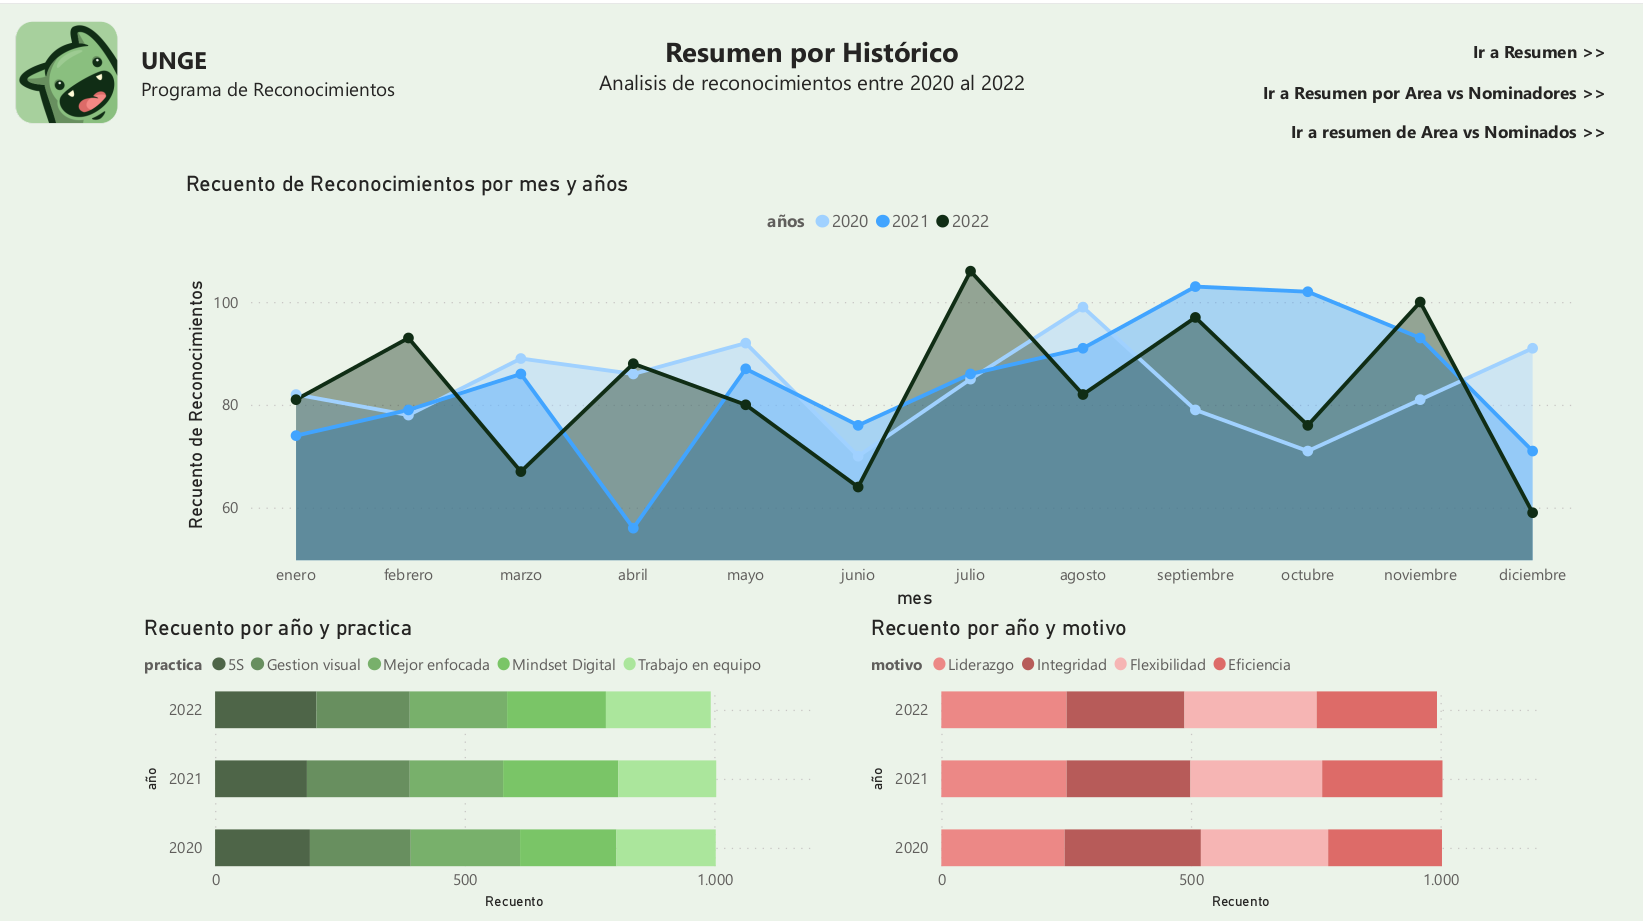 UNGE
Programa de Reconocimientos
Resumen por Histórico
Analisis de reconocimientos entre 2020 al 2022
Ir a Resumen >>
Ir a Resumen por Area vs Nominadores >>
Ir a resumen de Area vs Nominados >>
Recuento de Reconocimientos por mes y años
años 2020 2021 2022
Recuento de Reconocimientos
100
80
60
enero febrero marzo abril mayo junio julio agosto septiembre octubre noviembre diciembre
mes
Recuento por año y practica
practica 5S Gestion visual Mejor enfocada Mindset Digital Trabajo en equipo
año
2022
2021
2020
0 500 1.000
Recuento
Recuento por año y motivo
motivo Liderazgo Integridad Flexibilidad Eficiencia
año
2022
2021
2020
0 500 1.000
Recuento